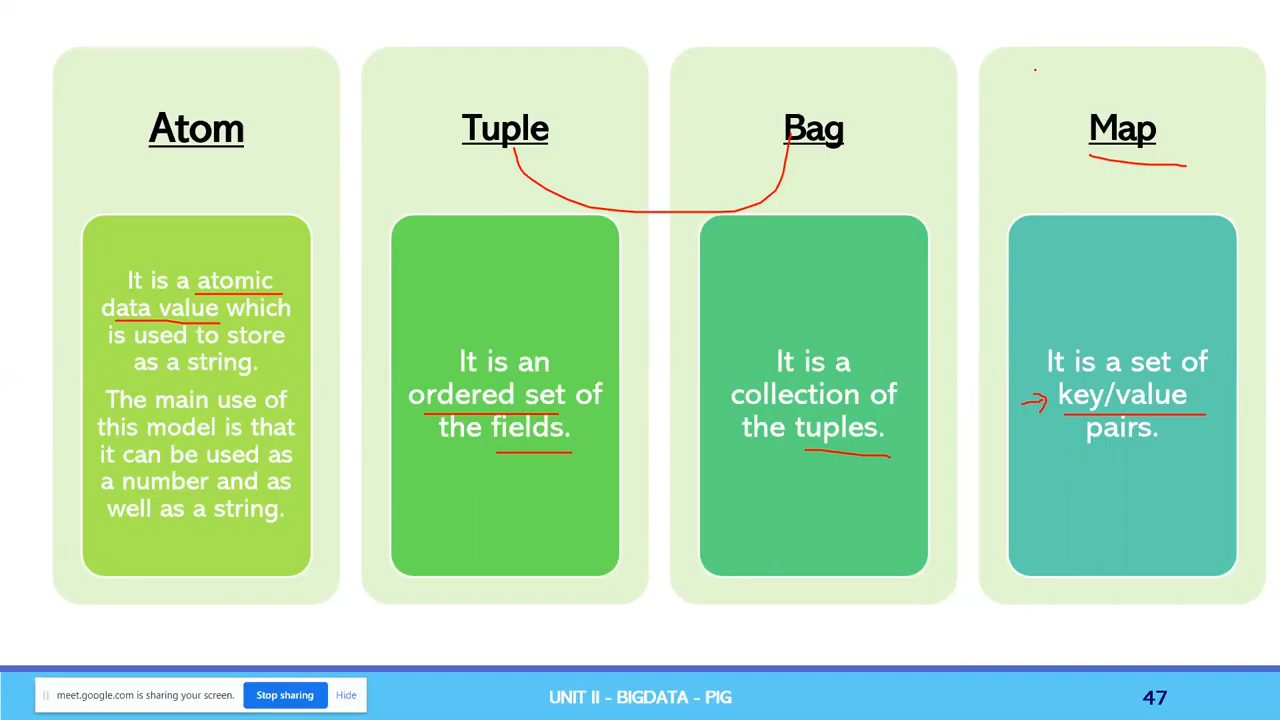 Atom
It is a atomic
data value which
is used to store
as a string.
The main use of
this model is that
it can be used as
a number and as
well as a string.
Tuple
It is an
ordered set of
the fields.
Bag
It is a
collection of
the tuples.
Map
It is a set of
key/value
pairs.
meet.google.com is sharing your screen. Stop sharing Hide
UNIT II - BIGDATA - PIG
47